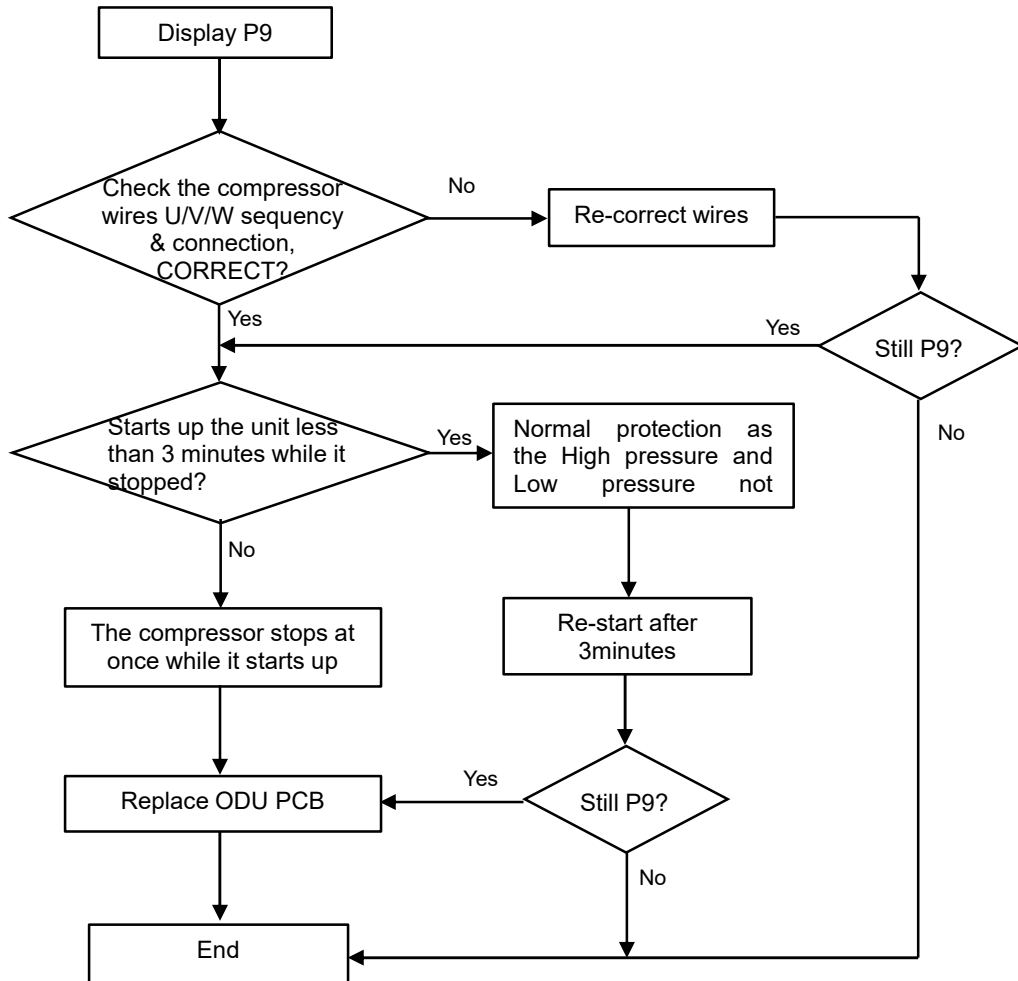 Display P9
Check the compressor
wires U/V/W sequency
& connection,
CORRECT?
No
Re-correct wires
Yes
Yes
Still P9?
No
Starts up the unit less
than 3 minutes while it
stopped?
Yes
Normal protection as
the High pressure and
Low pressure not
No
The compressor stops at
once while it starts up
Re-start after
3minutes
Replace ODU PCB
Yes
Still P9?
No
End